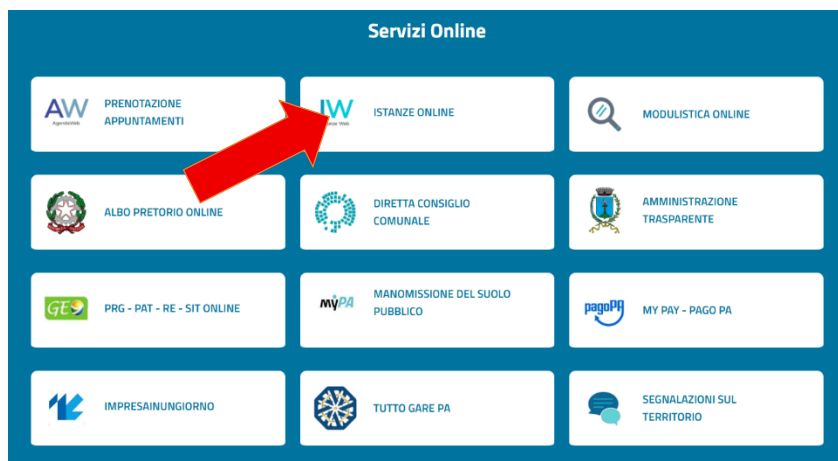 Servizi Online
AW
AgendaWeb
PRENOTAZIONE
APPUNTAMENTI
IW
Web
ISTANZE ONLINE
MODULISTICA ONLINE
ALBO PRETORIO ONLINE
DIRETTA CONSIGLIO
COMUNALE
AMMINISTRAZIONE
TRASPARENTE
GEO
PRG - PAT - RE - SIT ONLINE
myPA
MANOMISSIONE DEL SUOLO
PUBBLICO
pagoPA
MY PAY - PAGO PA
IMPRESAINUNGIORNO
TUTTO GARE PA
SEGNALAZIONI SUL
TERRITORIO